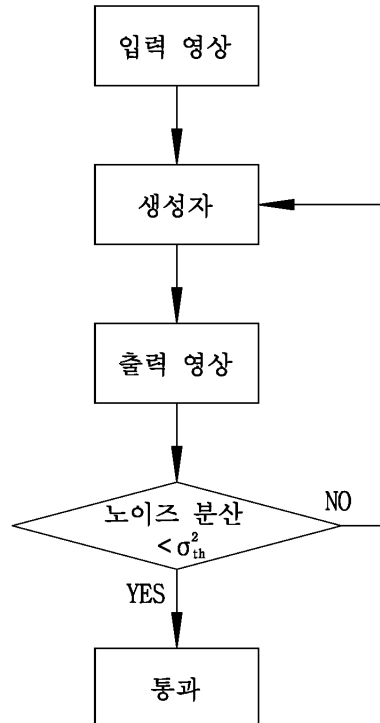 입력 영상
생성자
출력 영상
노이즈 분산
< σ²th
NO
YES
통과